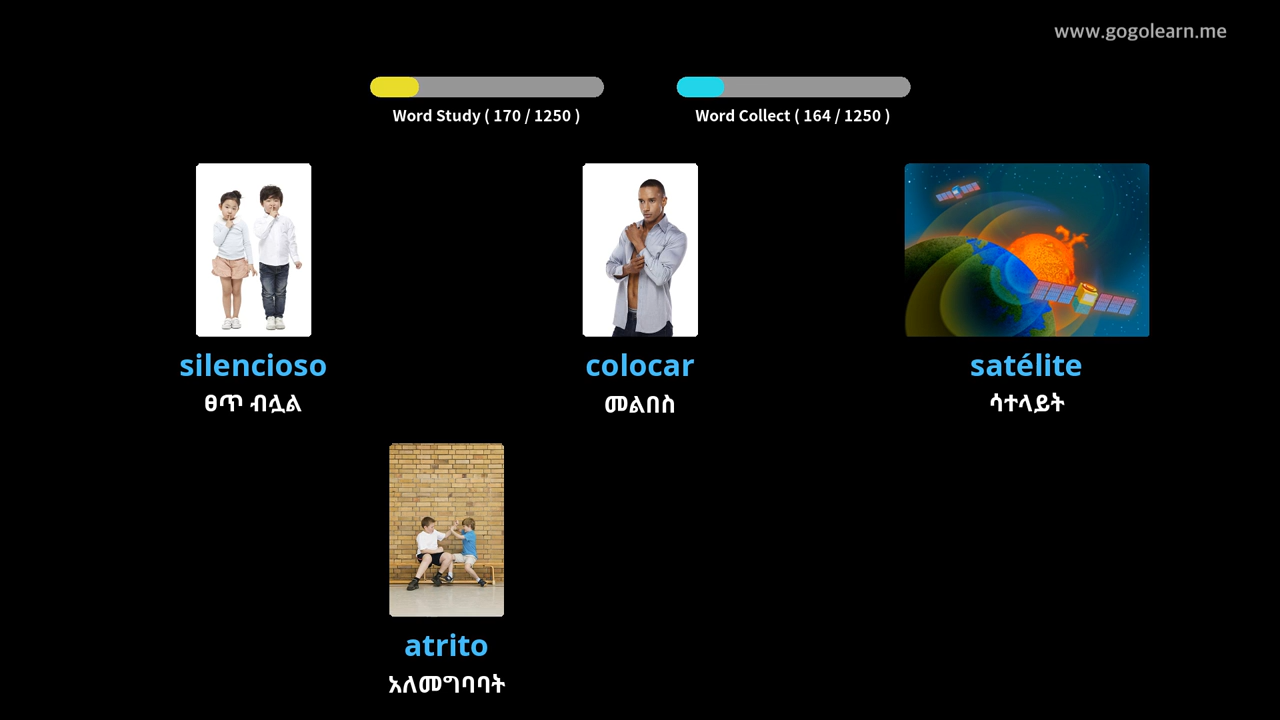 www.gogolearn.me
Word Study ( 170 / 1250 )
Word Collect ( 164 / 1250 )
silencioso
ፀጥ ብሏል
colocar
መልበስ
satélite
ሳተላይት
atrito
አለመግባባት